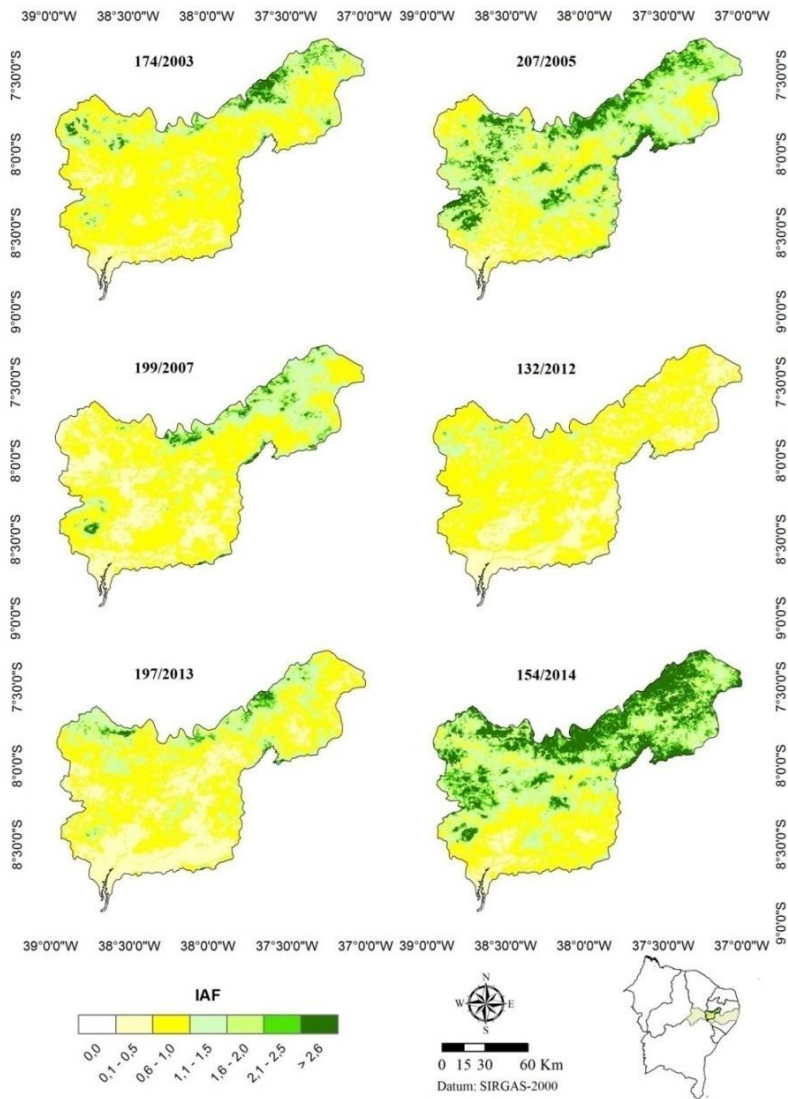 39°0'0"W 38°30'0"W 38°0'0"W 37°30'0"W 37°0'0"W 39°0'0"W 38°30'0"W 38°0'0"W 37°30'0"W 37°0'0"W
174/2003 207/2005
7°30'0"S 8°0'0"S 8°30'0"S 9°0'0"S
7°30'0"S 8°0'0"S 8°30'0"S 9°0'0"S
199/2007 132/2012
7°30'0"S 8°0'0"S 8°30'0"S 9°0'0"S
7°30'0"S 8°0'0"S 8°30'0"S 9°0'0"S
197/2013 154/2014
7°30'0"S 8°0'0"S 8°30'0"S
7°30'0"S 8°0'0"S 8°30'0"S 9°0'0"S
39°0'0"W 38°30'0"W 38°0'0"W 37°30'0"W 37°0'0"W 39°0'0"W 38°30'0"W 38°0'0"W 37°30'0"W 37°0'0"W
IAF
0,0
0,1 - 0,5
0,6 - 1,0
1,1 - 1,5
1,6 - 2,0
2,1 - 2,5
> 2,6
N
W E
S
0 15 30 60 Km
Datum: SIRGAS-2000